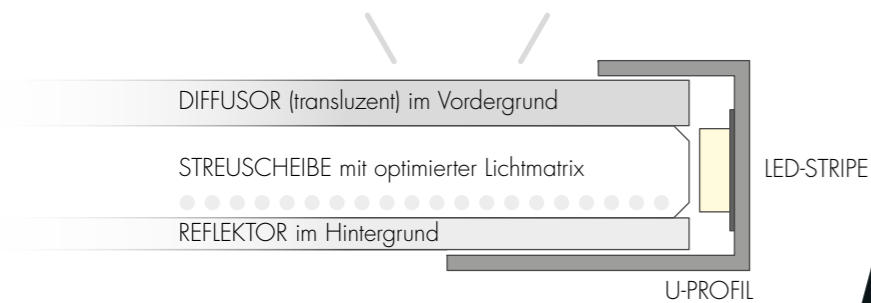 DIFFUSOR (transluzent) im Vordergrund
STREUSCHEIBE mit optimierter Lichtmatrix
LED-STRIPE
REFLEKTOR im Hintergrund
U-PROFIL